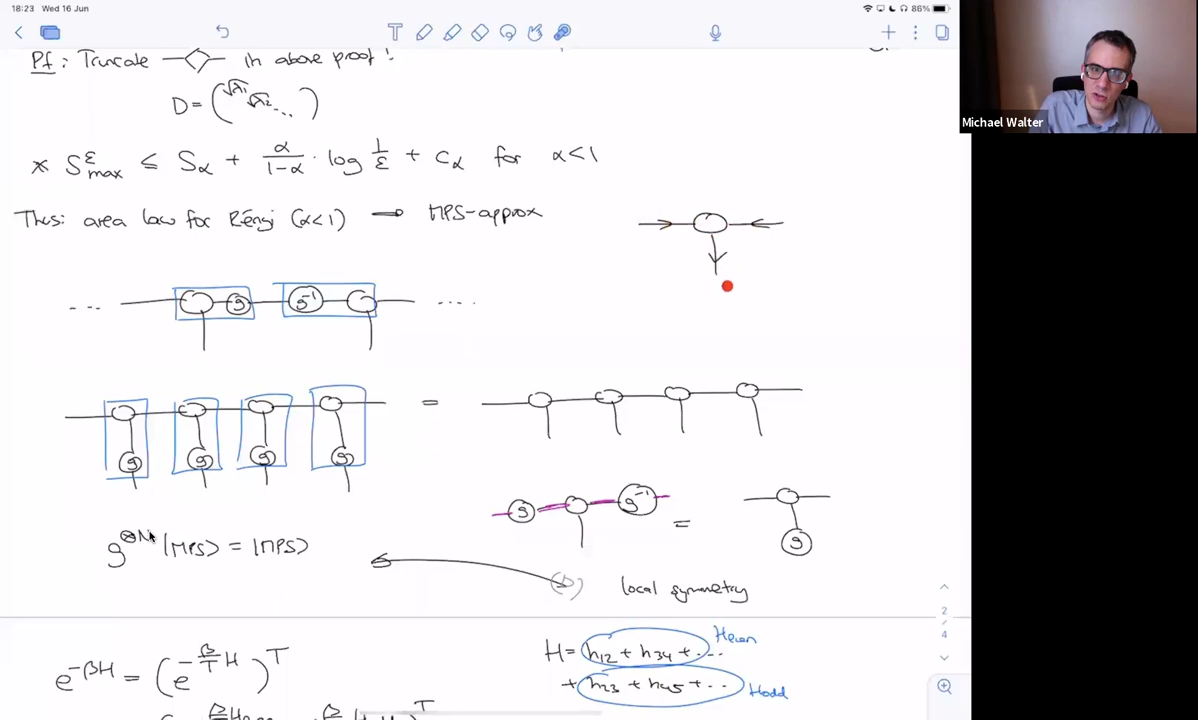 18:23 Wed 16 Jun
86%
Michael Walter
Pf: Truncate in above proof!
D = (√λ1 √λ2 ...)
* S^ε_max ≤ S_α + α/(1-α) · log 1/ε + C_α for α<1
Thus: area law for Rényi (α<1) → MPS-approx
... g g⁻¹ ....
=
g g g g
g g⁻¹ = g
g^{⊗N} |MPS⟩ = |MPS⟩
local symmetry
2
4
H = h12 + h34 + ... Heven
+ h23 + h45 + ... Hodd
e^{-βH} = (e^{-β/T H})^T